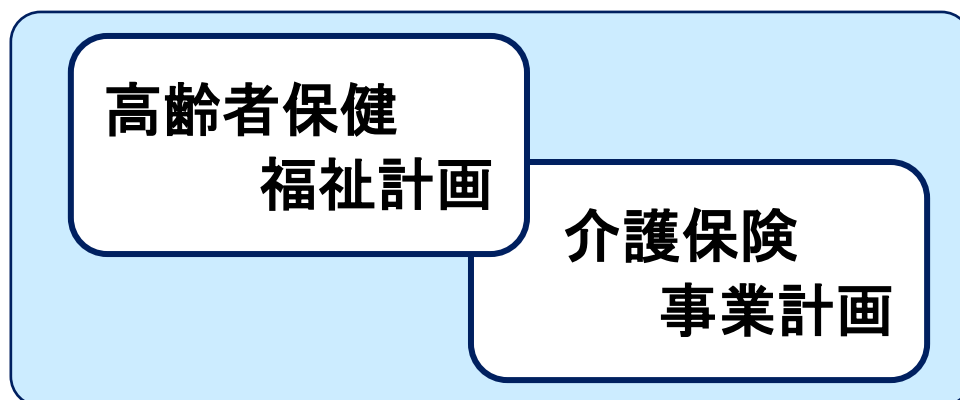 高齢者保健
福祉計画
介護保険
事業計画